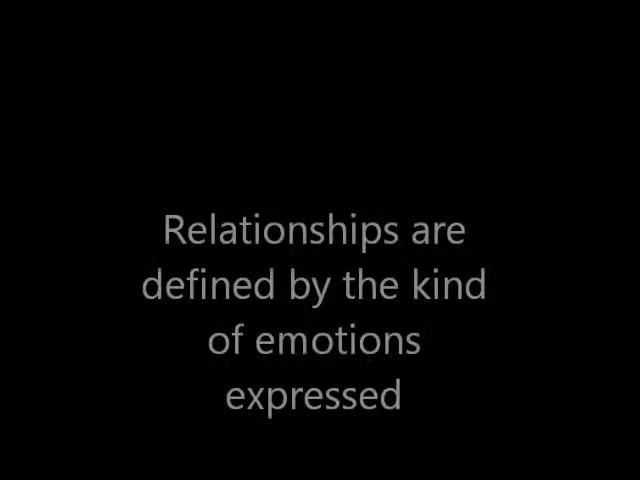 Relationships are
defined by the kind
of emotions
expressed